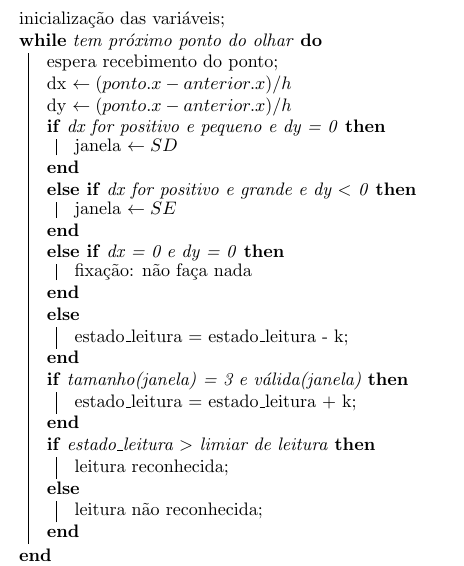 inicialização das variáveis;
while tem próximo ponto do olhar do
espera recebimento do ponto;
dx ← (ponto.x − anterior.x)/h
dy ← (ponto.x − anterior.x)/h
if dx for positivo e pequeno e dy = 0 then
janela ← SD
end
else if dx for positivo e grande e dy < 0 then
janela ← SE
end
else if dx = 0 e dy = 0 then
fixação: não faça nada
end
else
estado_leitura = estado_leitura - k;
end
if tamanho(janela) = 3 e válida(janela) then
estado_leitura = estado_leitura + k;
end
if estado_leitura > limiar de leitura then
leitura reconhecida;
else
leitura não reconhecida;
end
end